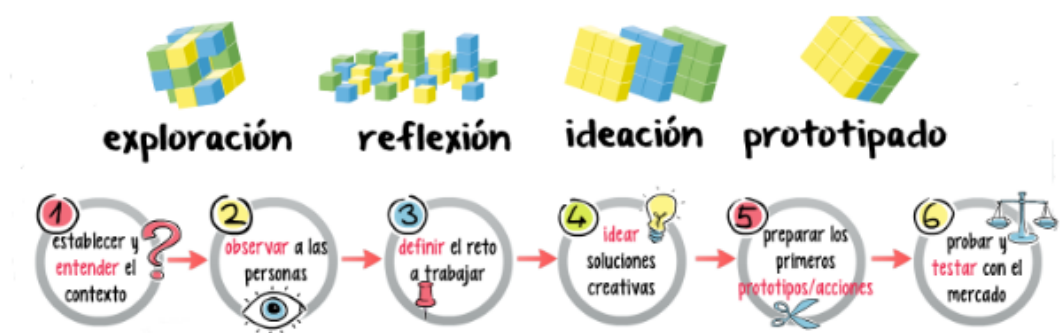 exploración
reflexión
ideación
prototipado
1
establecer y
entender el
contexto
2
observar a las
personas
3
definir el reto
a trabajar
4
idear
soluciones
creativas
5
preparar los
primeros
prototipos/acciones
6
probar y
testar con el
mercado